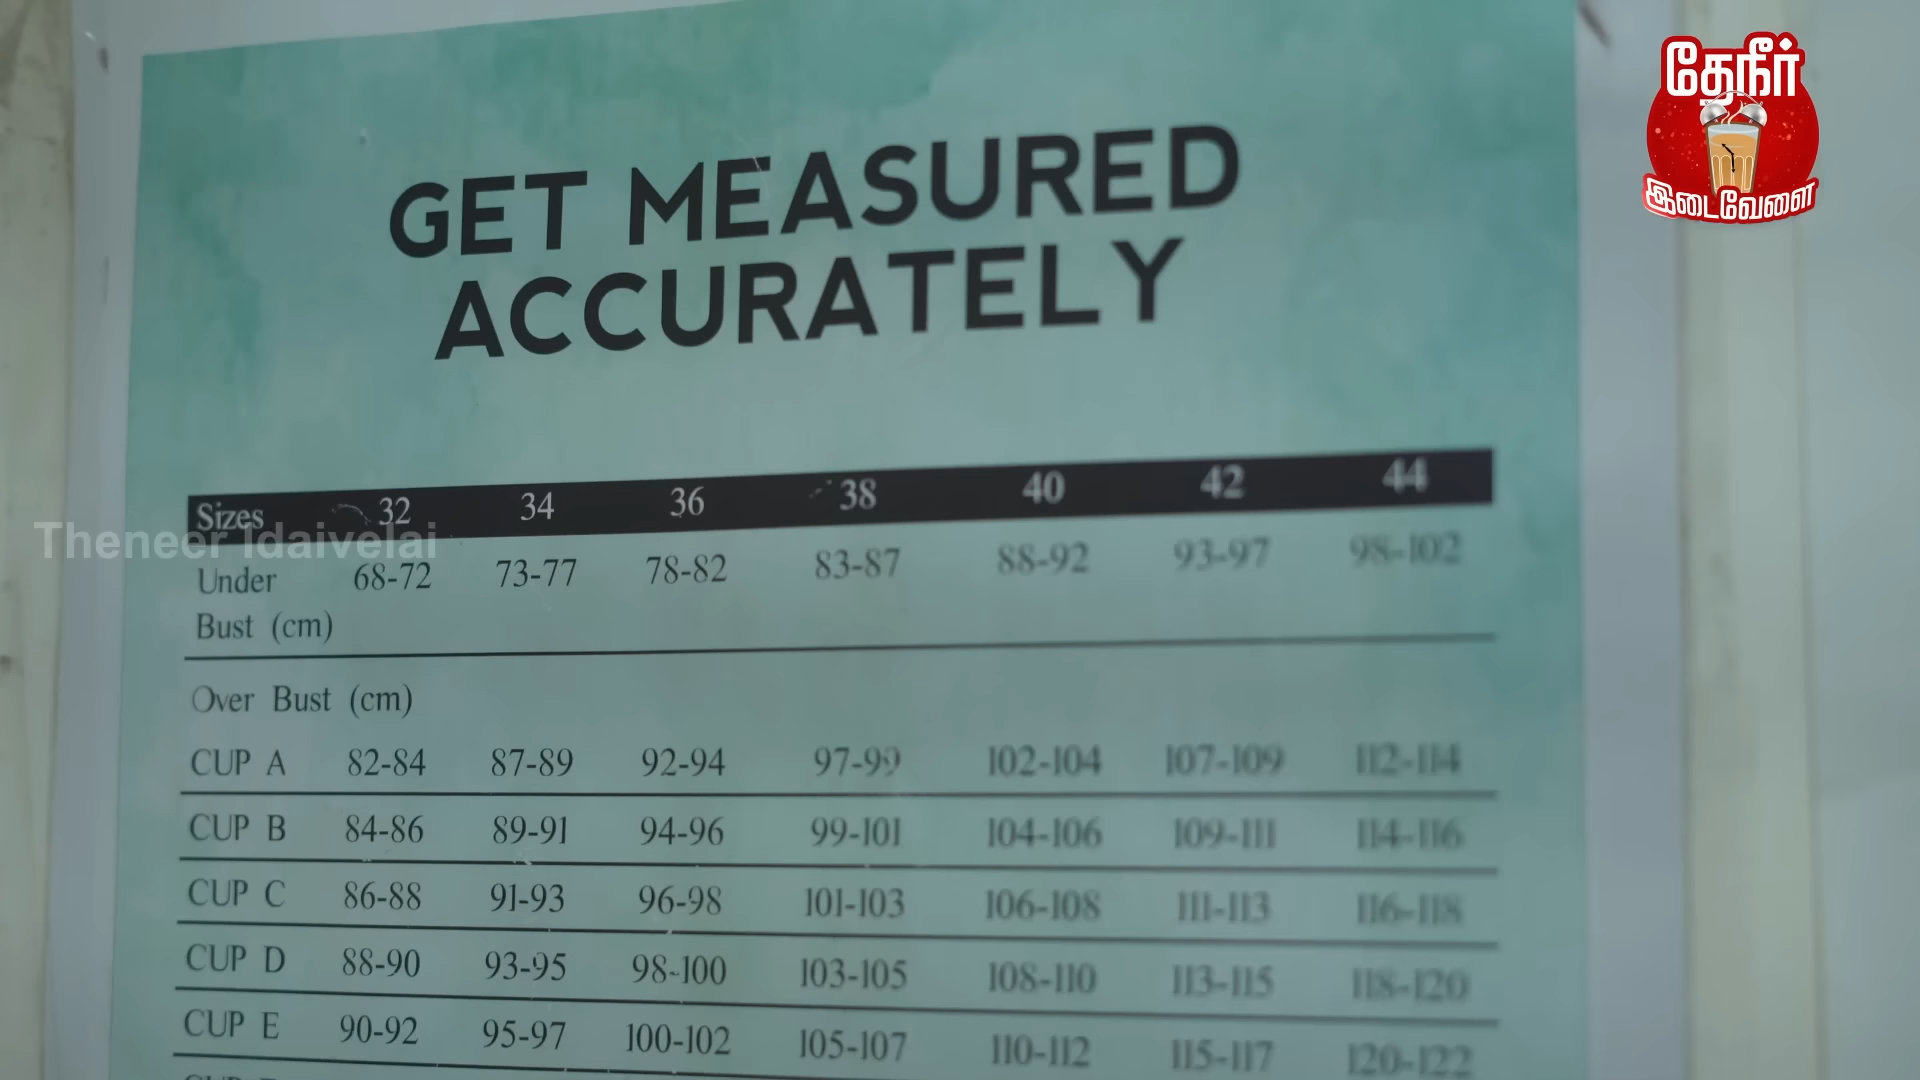 தேநீர்
இடைவேளை
GET MEASURED
ACCURATELY
Sizes 32 34 36 38 40 42 44
Theneer Idaivelai
Under 68-72 73-77 78-82 83-87 88-92 93-97 98-102
Bust (cm)
Over Bust (cm)
CUP A 82-84 87-89 92-94 97-99 102-104 107-109 112-114
CUP B 84-86 89-91 94-96 99-101 104-106 109-111 114-116
CUP C 86-88 91-93 96-98 101-103 106-108 111-113 116-118
CUP D 88-90 93-95 98-100 103-105 108-110 113-115 118-120
CUP E 90-92 95-97 100-102 105-107 110-112 115-117 120-122